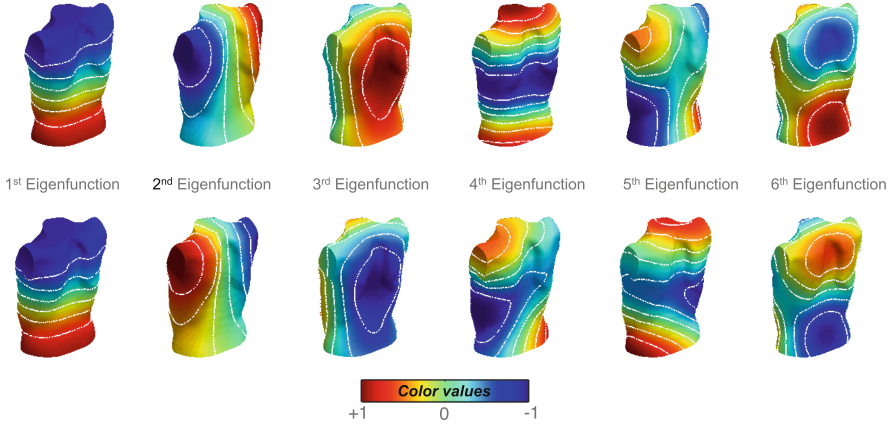 1st Eigenfunction 2nd Eigenfunction 3rd Eigenfunction 4th Eigenfunction 5th Eigenfunction 6th Eigenfunction
Color values
+1 0 -1